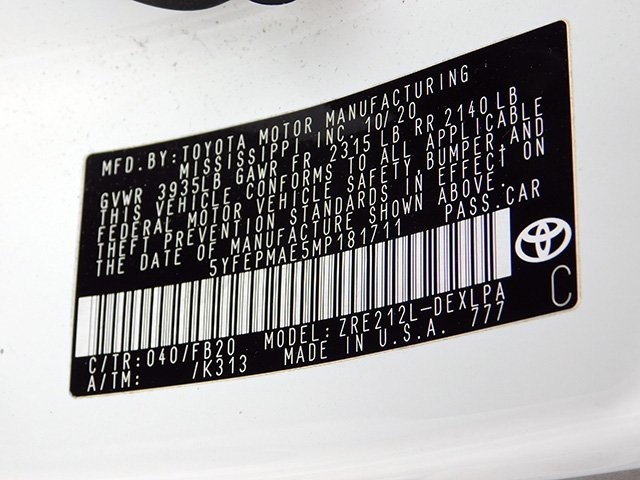 MFD.BY:TOYOTA MOTOR MANUFACTURING
MISSISSIPPI INC. 10/20
GVWR 3935LB GAWR FR 2315 LB RR 2140 LB
THIS VEHICLE CONFORMS TO ALL APPLICABLE
FEDERAL MOTOR VEHICLE SAFETY,BUMPER,AND
THEFT PREVENTION STANDARDS IN EFFECT ON
THE DATE OF MANUFACTURE SHOWN ABOVE.
5YFEPMAE5MP181711 PASS.CAR
C/TR:040/FB20 MODEL:ZRE212L-DEXLPA C
A/TM: /K313 MADE IN U.S.A. 777